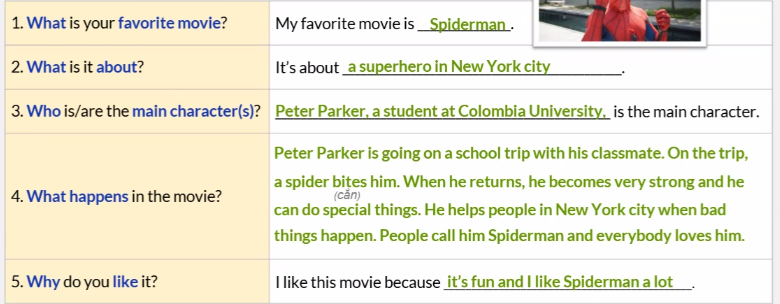 1. What is your favorite movie?
My favorite movie is Spiderman.
2. What is it about?
It's about a superhero in New York city.
3. Who is/are the main character(s)?
Peter Parker, a student at Colombia University, is the main character.
4. What happens in the movie?
Peter Parker is going on a school trip with his classmate. On the trip,
a spider bites him. When he returns, he becomes very strong and he
(cắn)
can do special things. He helps people in New York city when bad
things happen. People call him Spiderman and everybody loves him.
5. Why do you like it?
I like this movie because it's fun and I like Spiderman a lot.